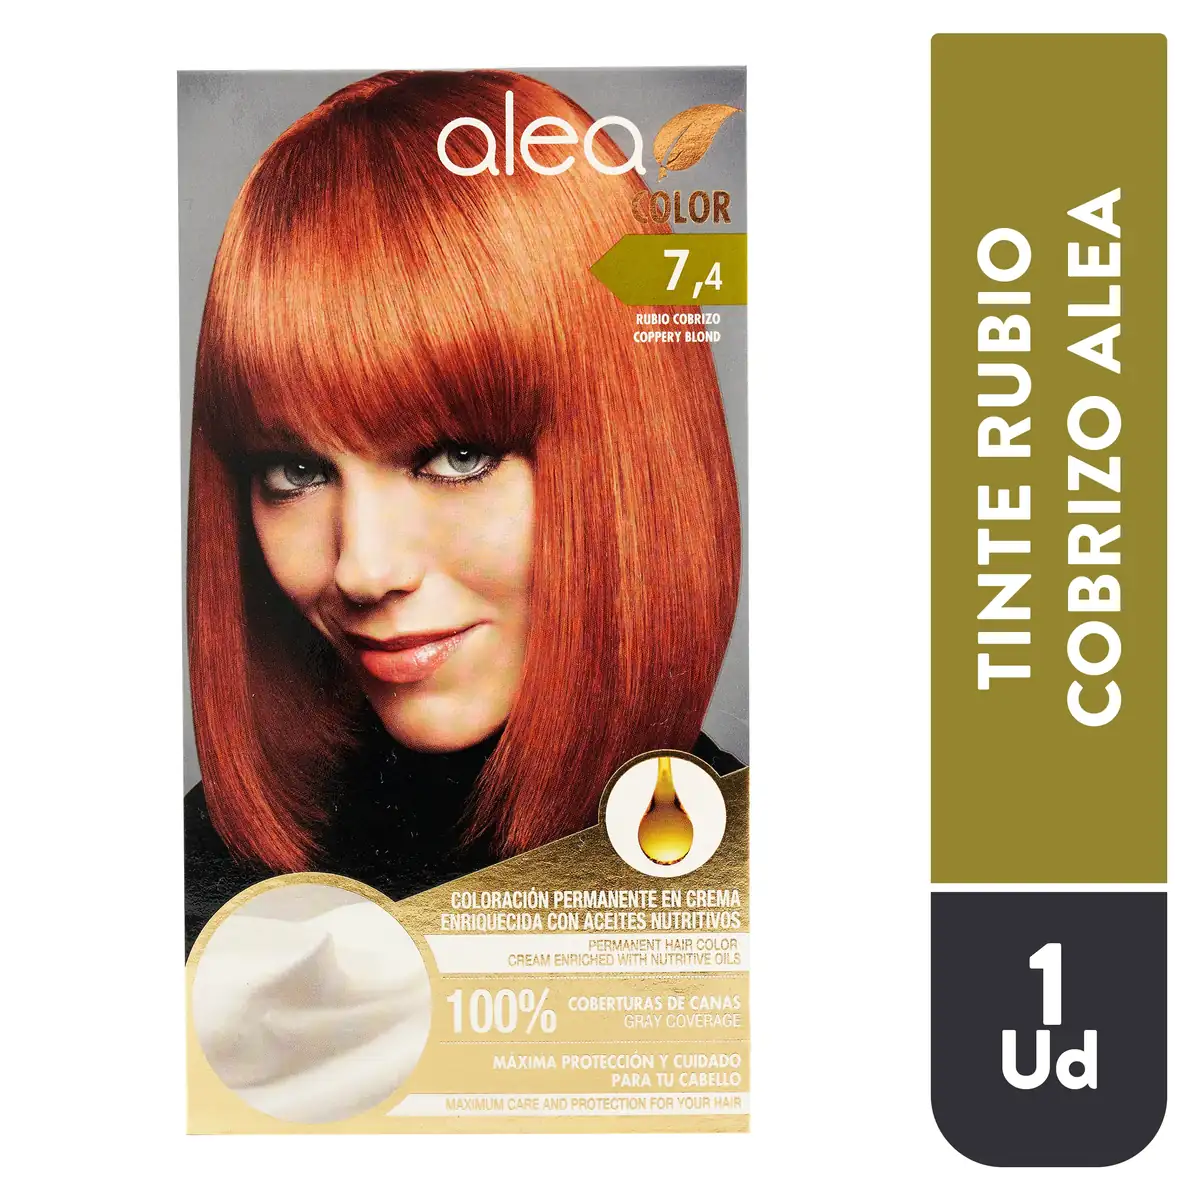 alea
COLOR
7,4
RUBIO COBRIZO
COPPERY BLOND
COLORACIÓN PERMANENTE EN CREMA
ENRIQUECIDA CON ACEITES NUTRITIVOS
PERMANENT HAIR COLOR
CREAM ENRICHED WITH NUTRITIVE OILS
100%
COBERTURAS DE CANAS
GRAY COVERAGE
MÁXIMA PROTECCIÓN Y CUIDADO
PARA TU CABELLO
MAXIMUM CARE AND PROTECTION FOR YOUR HAIR
TINTE RUBIO
COBRIZO ALEA
1
Ud